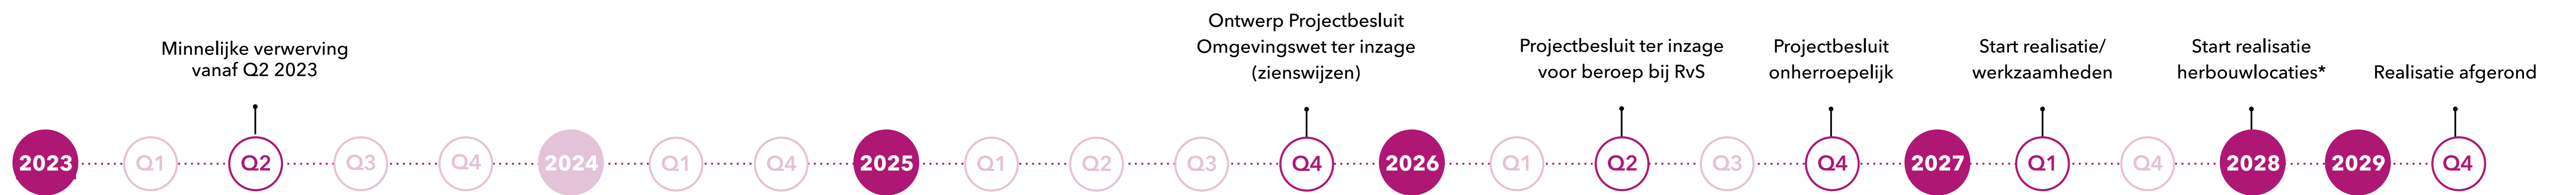 Minnelijke verwerving
vanaf Q2 2023
Ontwerp Projectbesluit
Omgevingswet ter inzage
(zienswijzen)
Projectbesluit ter inzage
voor beroep bij RvS
Projectbesluit
onherroepelijk
Start realisatie/
werkzaamheden
Start realisatie
herbouwlocaties*
Realisatie afgerond
2023 Q1 Q2 Q3 Q4 2024 Q1 Q4 2025 Q1 Q2 Q3 Q4 2026 Q1 Q2 Q3 Q4 2027 Q1 Q4 2028 2029 Q4